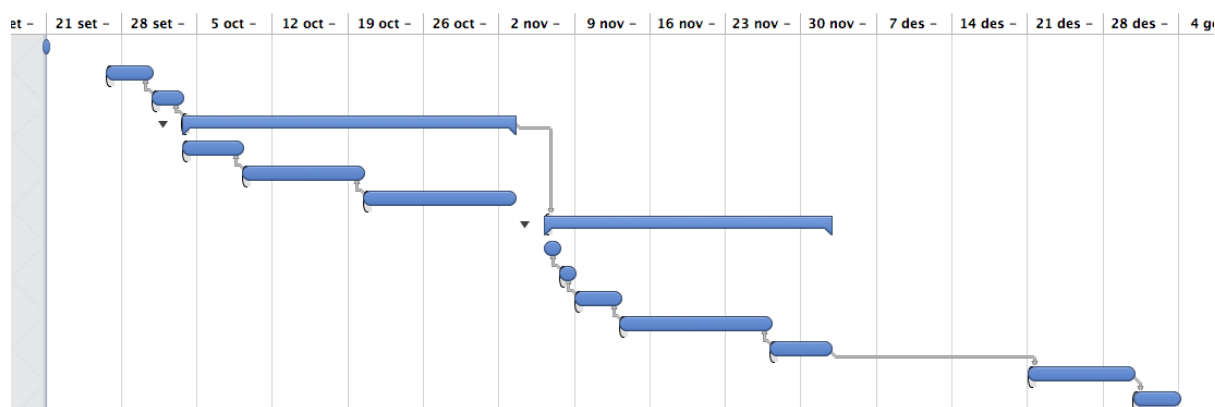 et – 21 set – 28 set – 5 oct – 12 oct – 19 oct – 26 oct – 2 nov – 9 nov – 16 nov – 23 nov – 30 nov – 7 des – 14 des – 21 des – 28 des – 4 g